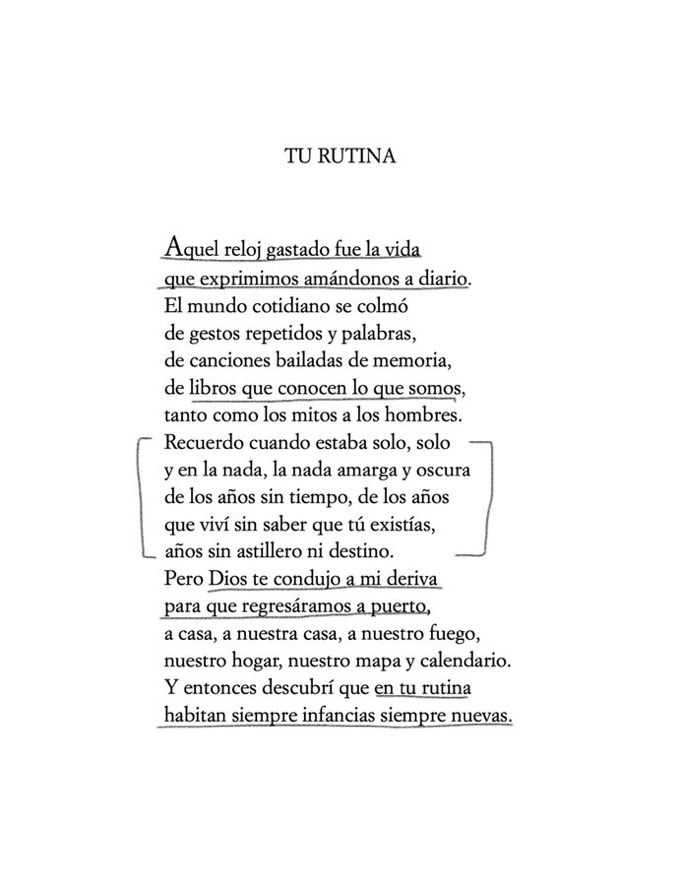 TU RUTINA
Aquel reloj gastado fue la vida
que exprimimos amándonos a diario.
El mundo cotidiano se colmó
de gestos repetidos y palabras,
de canciones bailadas de memoria,
de libros que conocen lo que somos,
tanto como los mitos a los hombres.
Recuerdo cuando estaba solo, solo
y en la nada, la nada amarga y oscura
de los años sin tiempo, de los años
que viví sin saber que tú existías,
años sin astillero ni destino.
Pero Dios te condujo a mi deriva
para que regresáramos a puerto,
a casa, a nuestra casa, a nuestro fuego,
nuestro hogar, nuestro mapa y calendario.
Y entonces descubrí que en tu rutina
habitan siempre infancias siempre nuevas.